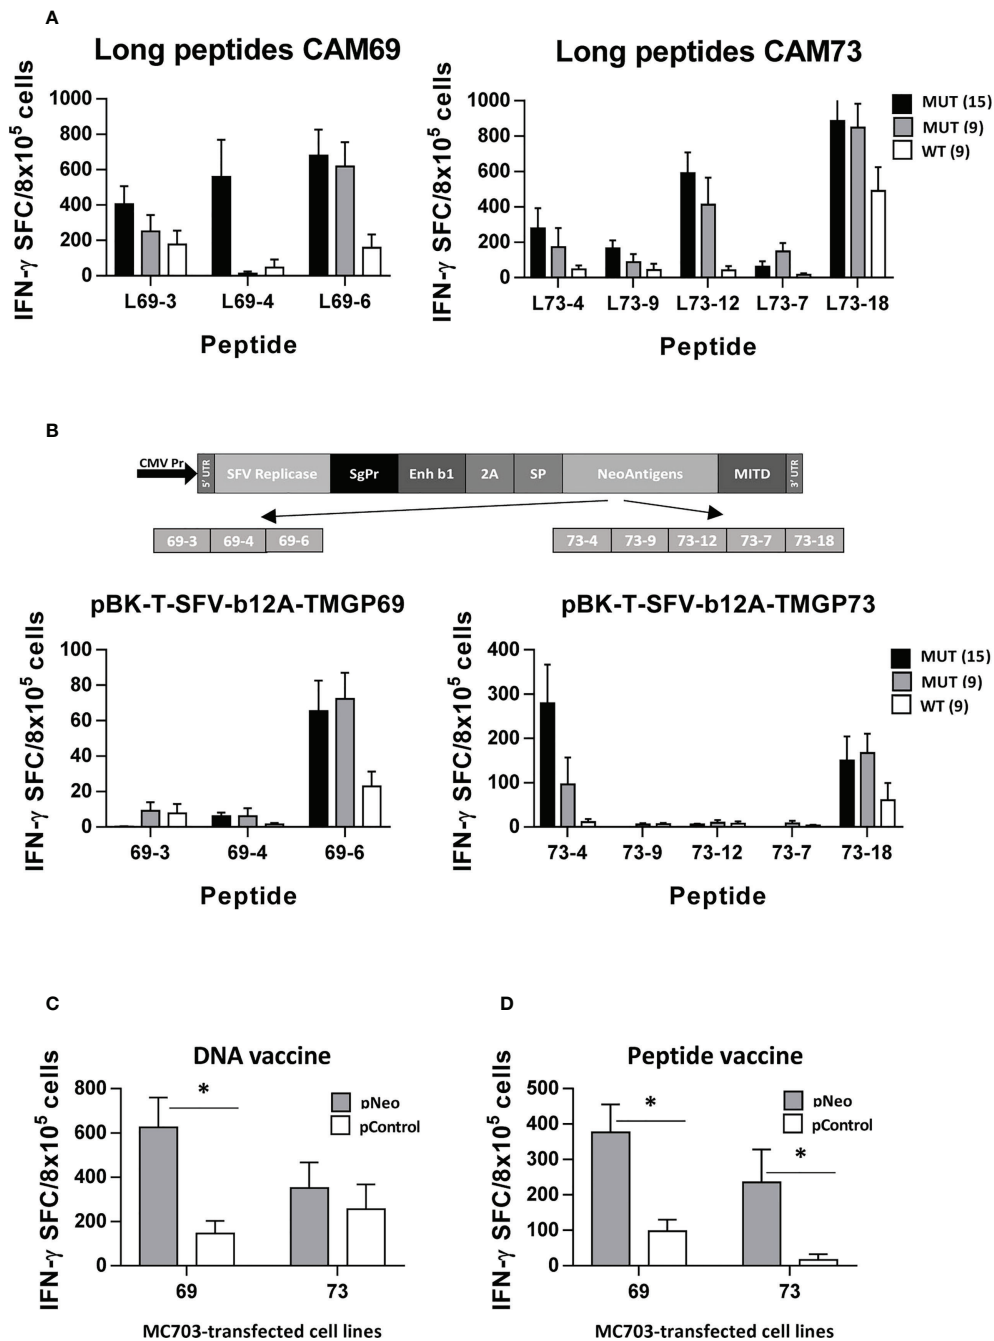 A
Long peptides CAM69
IFN-γ SFC/8x10⁵ cells
1000
800
600
400
200
0
L69-3 L69-4 L69-6
Peptide
Long peptides CAM73
IFN-γ SFC/8x10⁵ cells
1000
800
600
400
200
0
L73-4 L73-9 L73-12 L73-7 L73-18
Peptide
MUT (15)
MUT (9)
WT (9)
B
CMV Pr
5' UTR SFV Replicase SgPr Enh b1 2A SP NeoAntigens MITD 3' UTR
69-3 69-4 69-6
73-4 73-9 73-12 73-7 73-18
pBK-T-SFV-b12A-TMGP69
IFN-γ SFC/8x10⁵ cells
100
80
60
40
20
0
69-3 69-4 69-6
Peptide
pBK-T-SFV-b12A-TMGP73
IFN-γ SFC/8x10⁵ cells
400
300
200
100
0
73-4 73-9 73-12 73-7 73-18
Peptide
MUT (15)
MUT (9)
WT (9)
C
DNA vaccine
IFN-γ SFC/8x10⁵ cells
800
600
400
200
0
*
pNeo
pControl
69 73
MC703-transfected cell lines
D
Peptide vaccine
IFN-γ SFC/8x10⁵ cells
500
400
300
200
100
0
*
*
pNeo
pControl
69 73
MC703-transfected cell lines